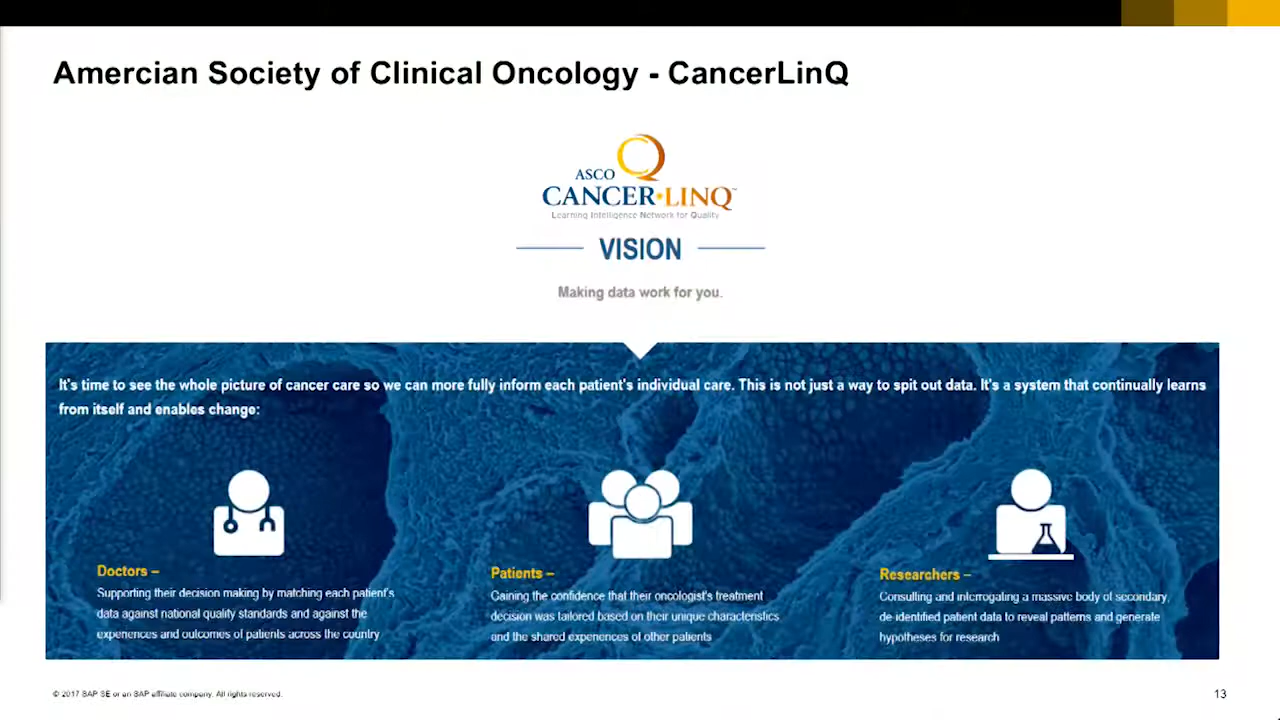 Amercian Society of Clinical Oncology - CancerLinQ
ASCO
CANCER·LINQ™
Learning Intelligence Network for Quality
VISION
Making data work for you.
It's time to see the whole picture of cancer care so we can more fully inform each patient's individual care. This is not just a way to spit out data. It's a system that continually learns
from itself and enables change:
Doctors –
Supporting their decision making by matching each patient's
data against national quality standards and against the
experiences and outcomes of patients across the country
Patients –
Gaining the confidence that their oncologist's treatment
decision was tailored based on their unique characteristics
and the shared experiences of other patients
Researchers –
Consulting and interrogating a massive body of secondary,
de-identified patient data to reveal patterns and generate
hypotheses for research
© 2017 SAP SE or an SAP affiliate company. All rights reserved.
13